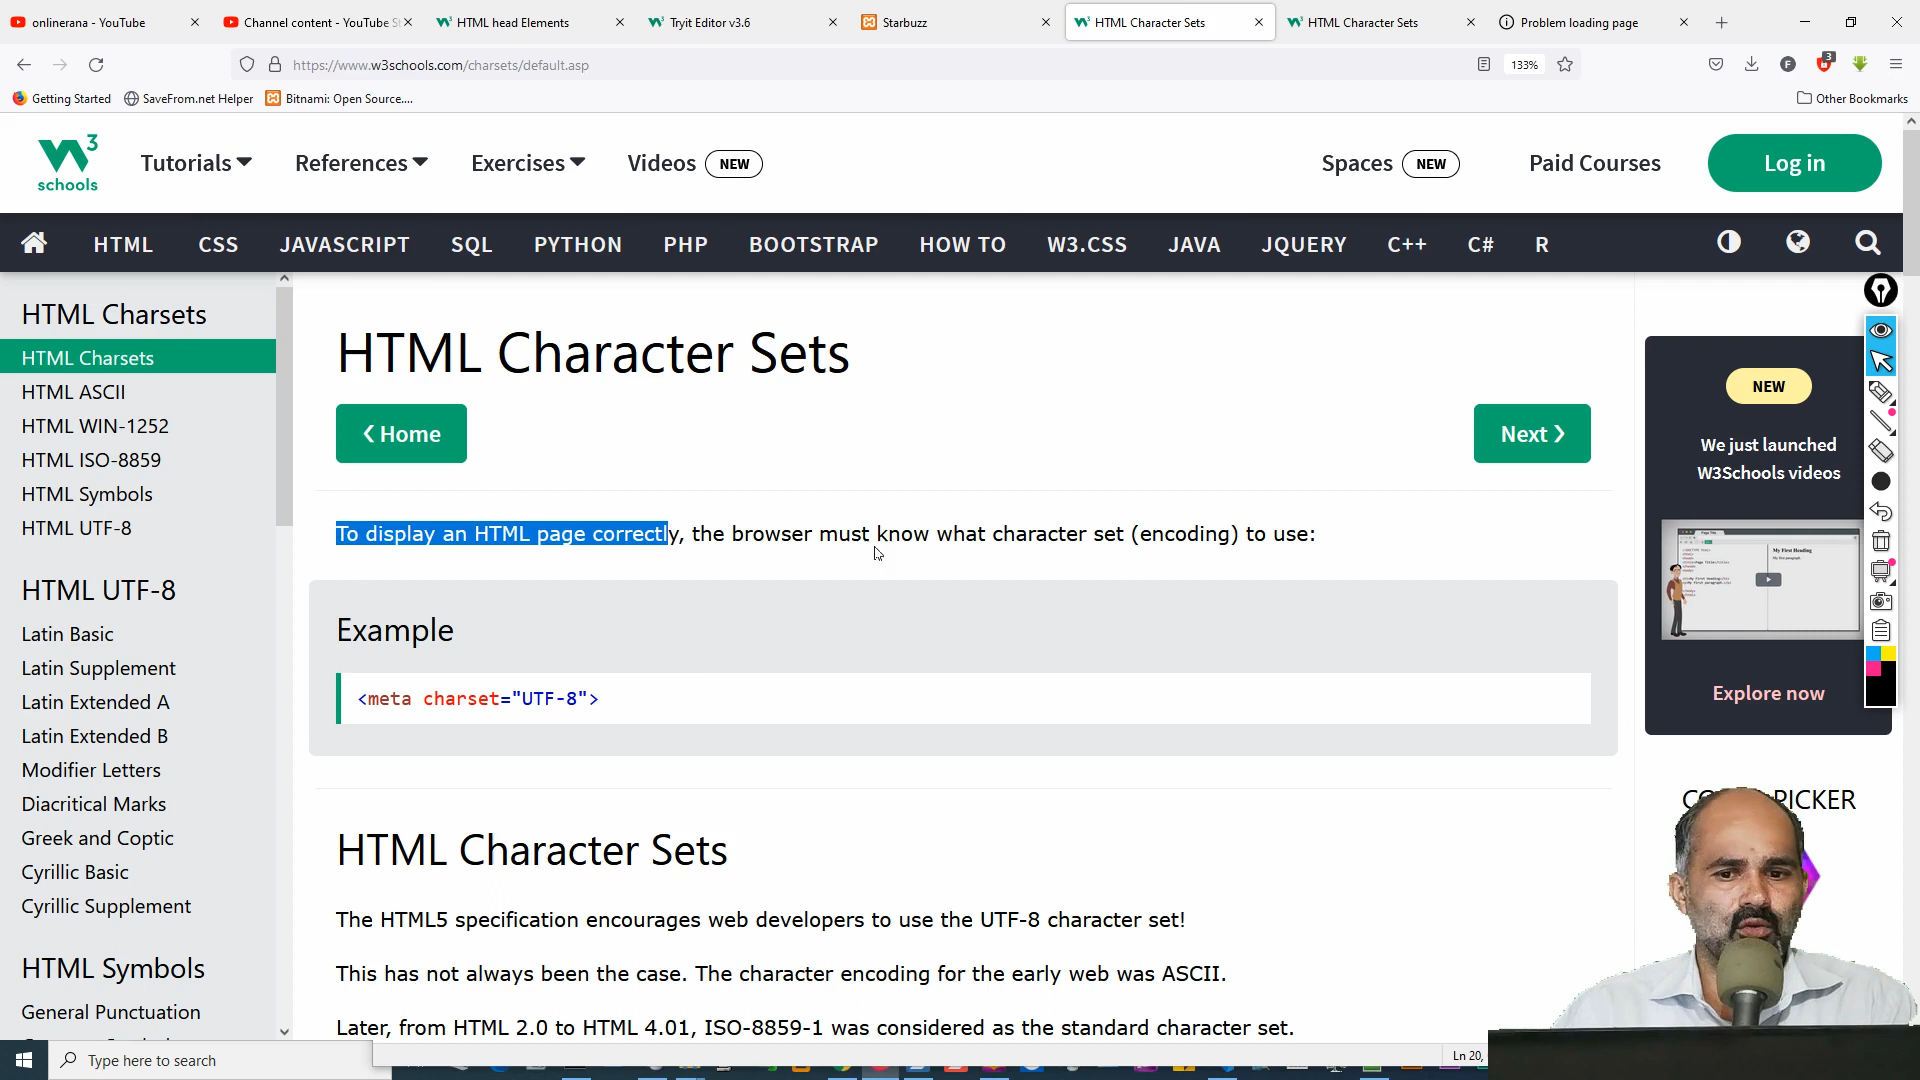 onlinerana - YouTube
Channel content - YouTube St
HTML head Elements
Tryit Editor v3.6
Starbuzz
HTML Character Sets
HTML Character Sets
Problem loading page
https://www.w3schools.com/charsets/default.asp
133%
3
Getting Started
SaveFrom.net Helper
Bitnami: Open Source....
Other Bookmarks
W3 schools
Tutorials
References
Exercises
Videos NEW
Spaces NEW
Paid Courses
Log in
HTML CSS JAVASCRIPT SQL PYTHON PHP BOOTSTRAP HOW TO W3.CSS JAVA JQUERY C++ C# R
HTML Charsets
HTML Charsets
HTML ASCII
HTML WIN-1252
HTML ISO-8859
HTML Symbols
HTML UTF-8
HTML UTF-8
Latin Basic
Latin Supplement
Latin Extended A
Latin Extended B
Modifier Letters
Diacritical Marks
Greek and Coptic
Cyrillic Basic
Cyrillic Supplement
HTML Symbols
General Punctuation
HTML Character Sets
❮ Home
Next ❯
To display an HTML page correctly, the browser must know what character set (encoding) to use:
Example
<meta charset="UTF-8">
HTML Character Sets
The HTML5 specification encourages web developers to use the UTF-8 character set!
This has not always been the case. The character encoding for the early web was ASCII.
Later, from HTML 2.0 to HTML 4.01, ISO-8859-1 was considered as the standard character set.
NEW
We just launched
W3Schools videos
Explore now
PICKER
Type here to search
Ln 20,